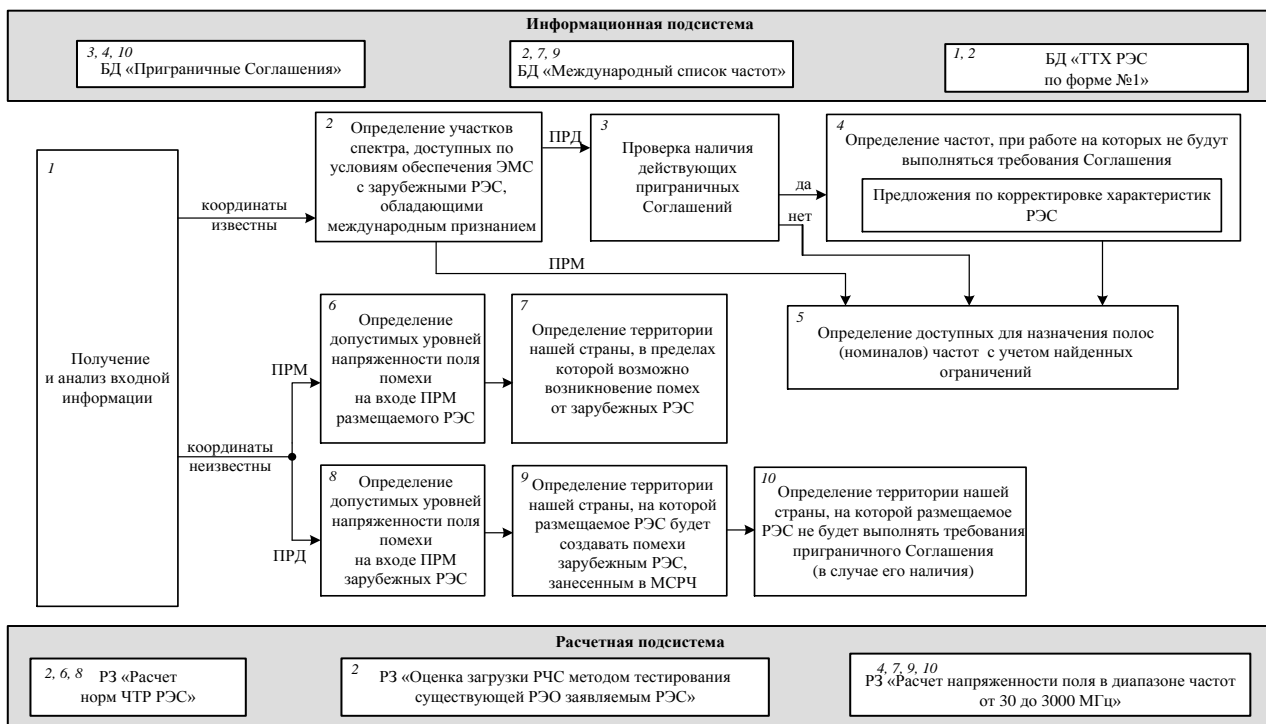 Информационная подсистема
3, 4, 10
БД «Приграничные Соглашения»
2, 7, 9
БД «Международный список частот»
1, 2
БД «ТТХ РЭС
по форме №1»
1
Получение
и анализ входной
информации
координаты
известны
2
Определение участков
спектра, доступных по
условиям обеспечения ЭМС
с зарубежными РЭС,
обладающими
международным признанием
ПРД
3
Проверка наличия
действующих
приграничных
Соглашений
да
нет
4
Определение частот, при работе на которых не будут
выполняться требования Соглашения
Предложения по корректировке характеристик
РЭС
ПРМ
5
Определение доступных для назначения полос
(номиналов) частот с учетом найденных
ограничений
координаты
неизвестны
ПРМ
6
Определение
допустимых уровней
напряженности поля
помехи
на входе ПРМ
размещаемого РЭС
7
Определение территории
нашей страны, в пределах
которой возможно
возникновение помех
от зарубежных РЭС
ПРД
8
Определение
допустимых уровней
напряженности поля
помехи
на входе ПРМ
зарубежных РЭС
9
Определение территории
нашей страны, на которой
размещаемое РЭС будет
создавать помехи
зарубежным РЭС,
занесенным в МСРЧ
10
Определение территории нашей
страны, на которой размещаемое
РЭС не будет выполнять требования
приграничного Соглашения
(в случае его наличия)
Расчетная подсистема
2, 6, 8
РЗ «Расчет
норм ЧТР РЭС»
2
РЗ «Оценка загрузки РЧС методом тестирования
существующей РЭО заявляемым РЭС»
4, 7, 9, 10
РЗ «Расчет напряженности поля в диапазоне частот
от 30 до 3000 МГц»